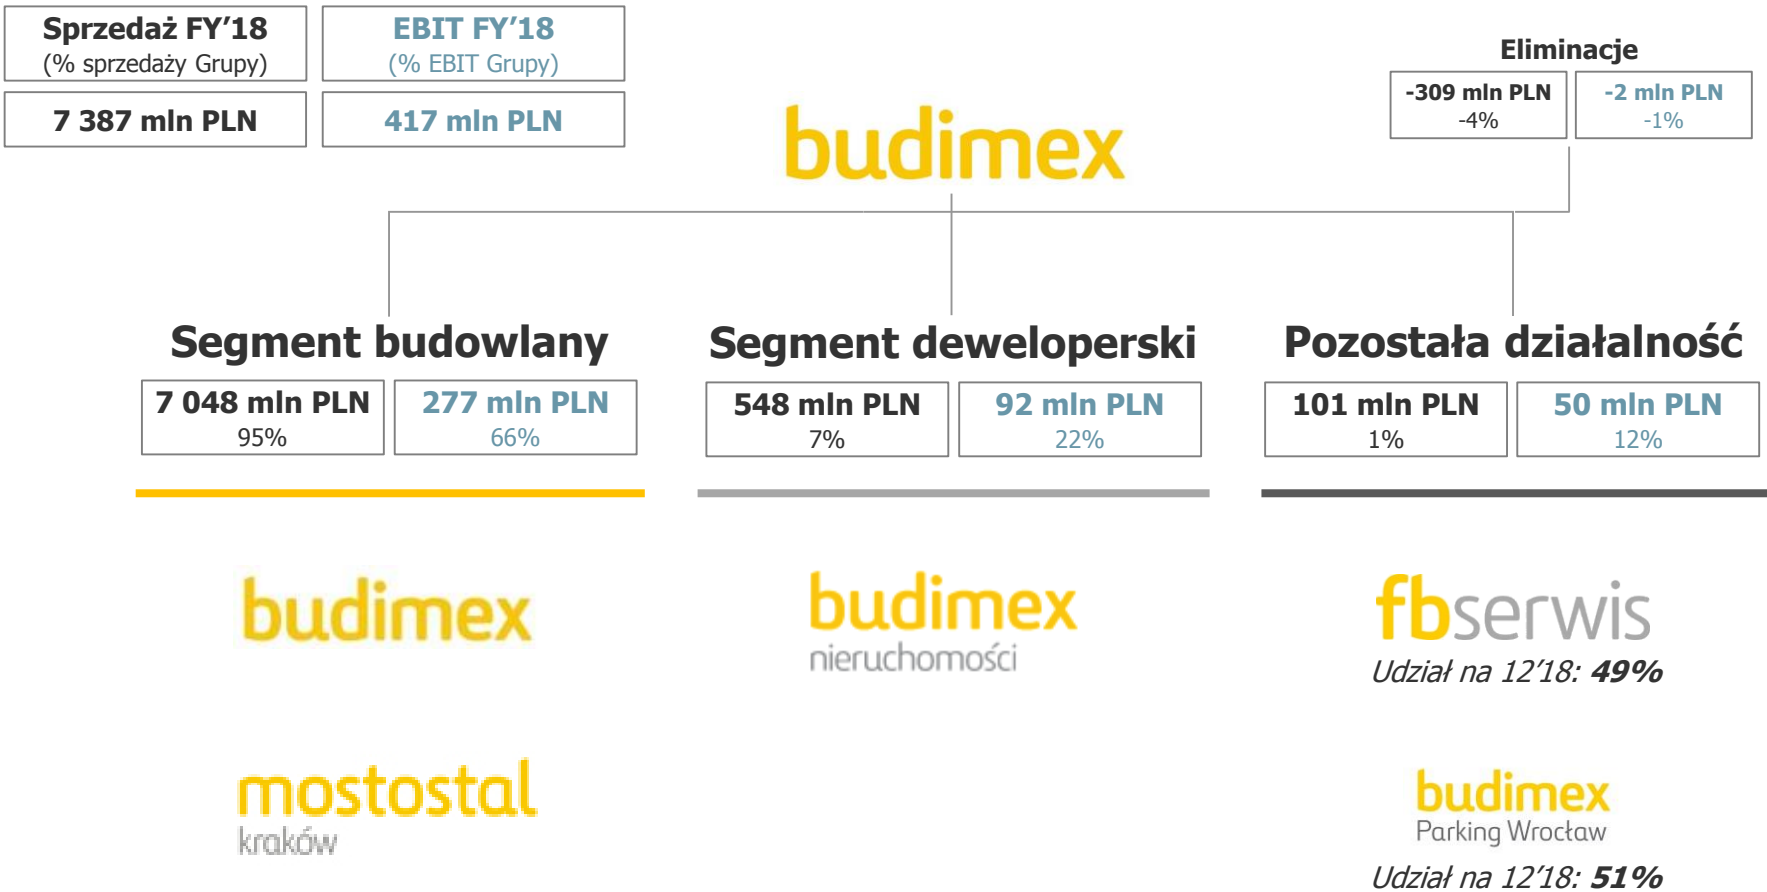 Sprzedaż FY’18
(% sprzedaży Grupy)
EBIT FY’18
(% EBIT Grupy)
7 387 mln PLN
417 mln PLN
Eliminacje
-309 mln PLN
-4%
-2 mln PLN
-1%
budimex
Segment budowlany
7 048 mln PLN
95%
277 mln PLN
66%
Segment deweloperski
548 mln PLN
7%
92 mln PLN
22%
Pozostała działalność
101 mln PLN
1%
50 mln PLN
12%
budimex
mostostal
kraków
budimex
nieruchomości
fbserwis
Udział na 12’18: 49%
budimex
Parking Wrocław
Udział na 12’18: 51%